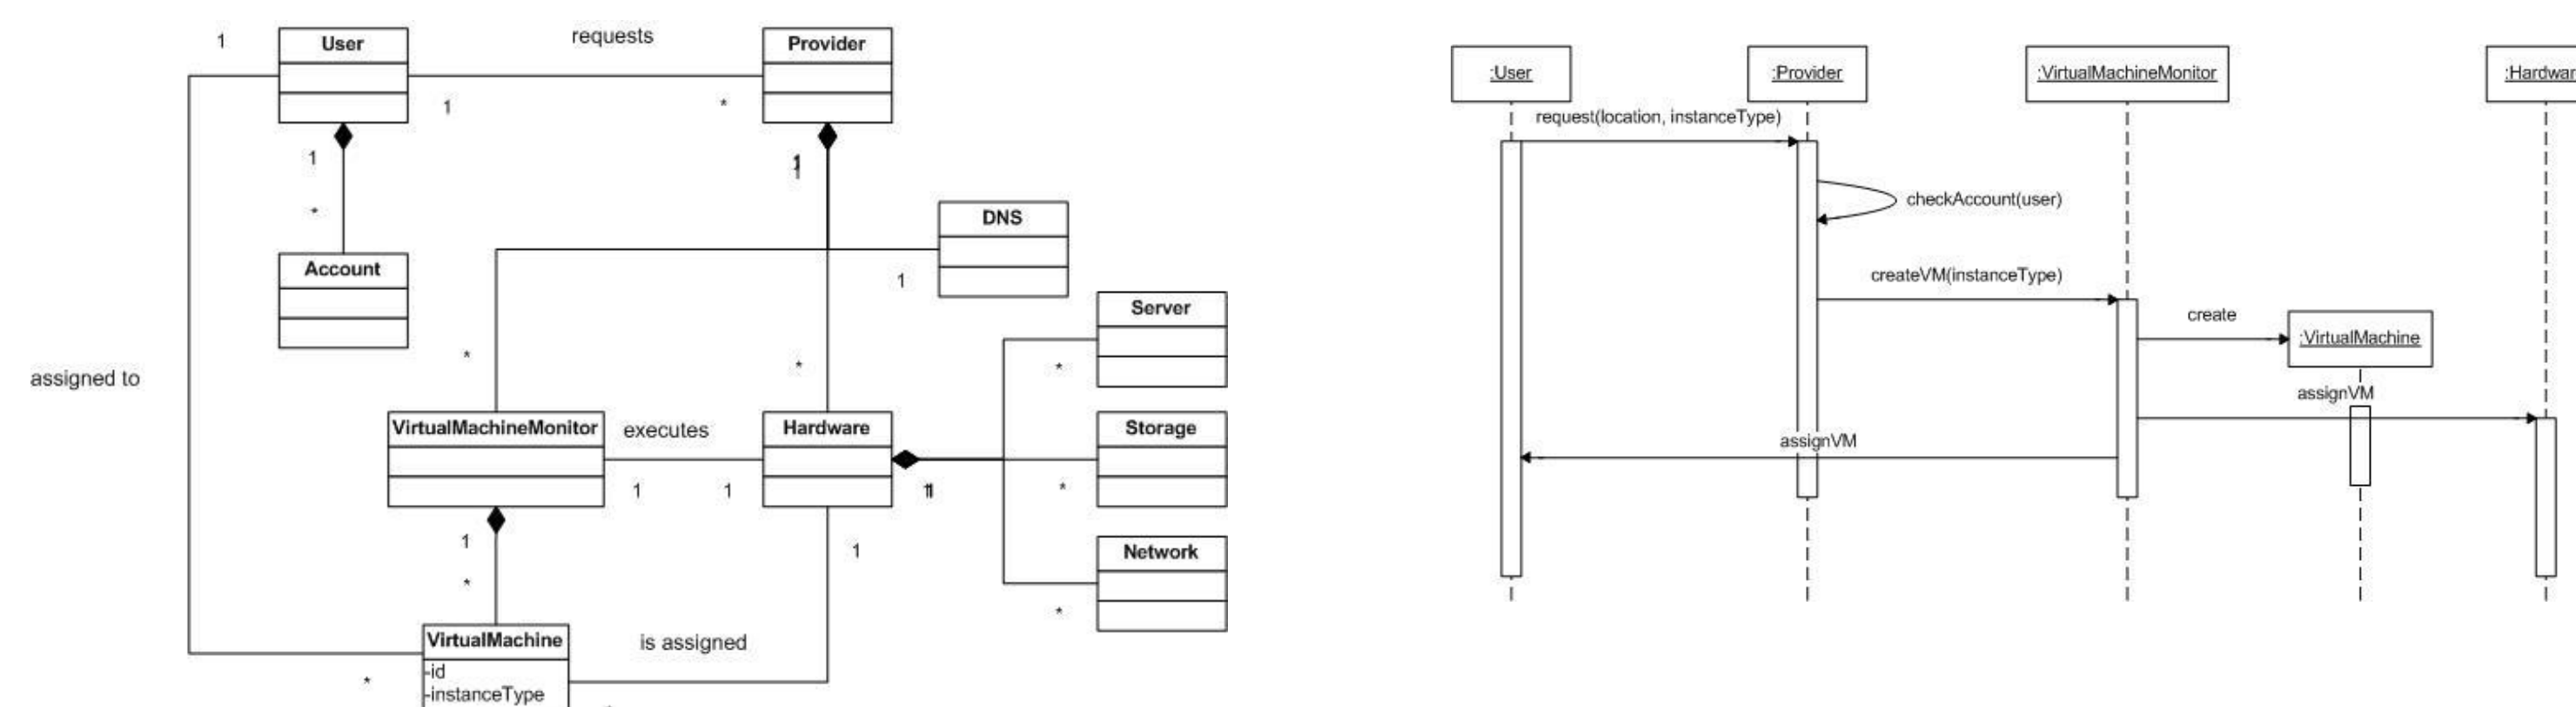 1
User
requests
Provider
1
*
1
1
*
DNS
1
Account
Server
*
*
*
assigned to
VirtualMachineMonitor
executes
Hardware
Storage
1
1
11
*
1
1
*
Network
*
VirtualMachine
is assigned
-id
*
-instanceType
:User
:Provider
:VirtualMachineMonitor
:Hardwar
request(location, instanceType)
checkAccount(user)
createVM(instanceType)
create
:VirtualMachine
assignVM
assignVM